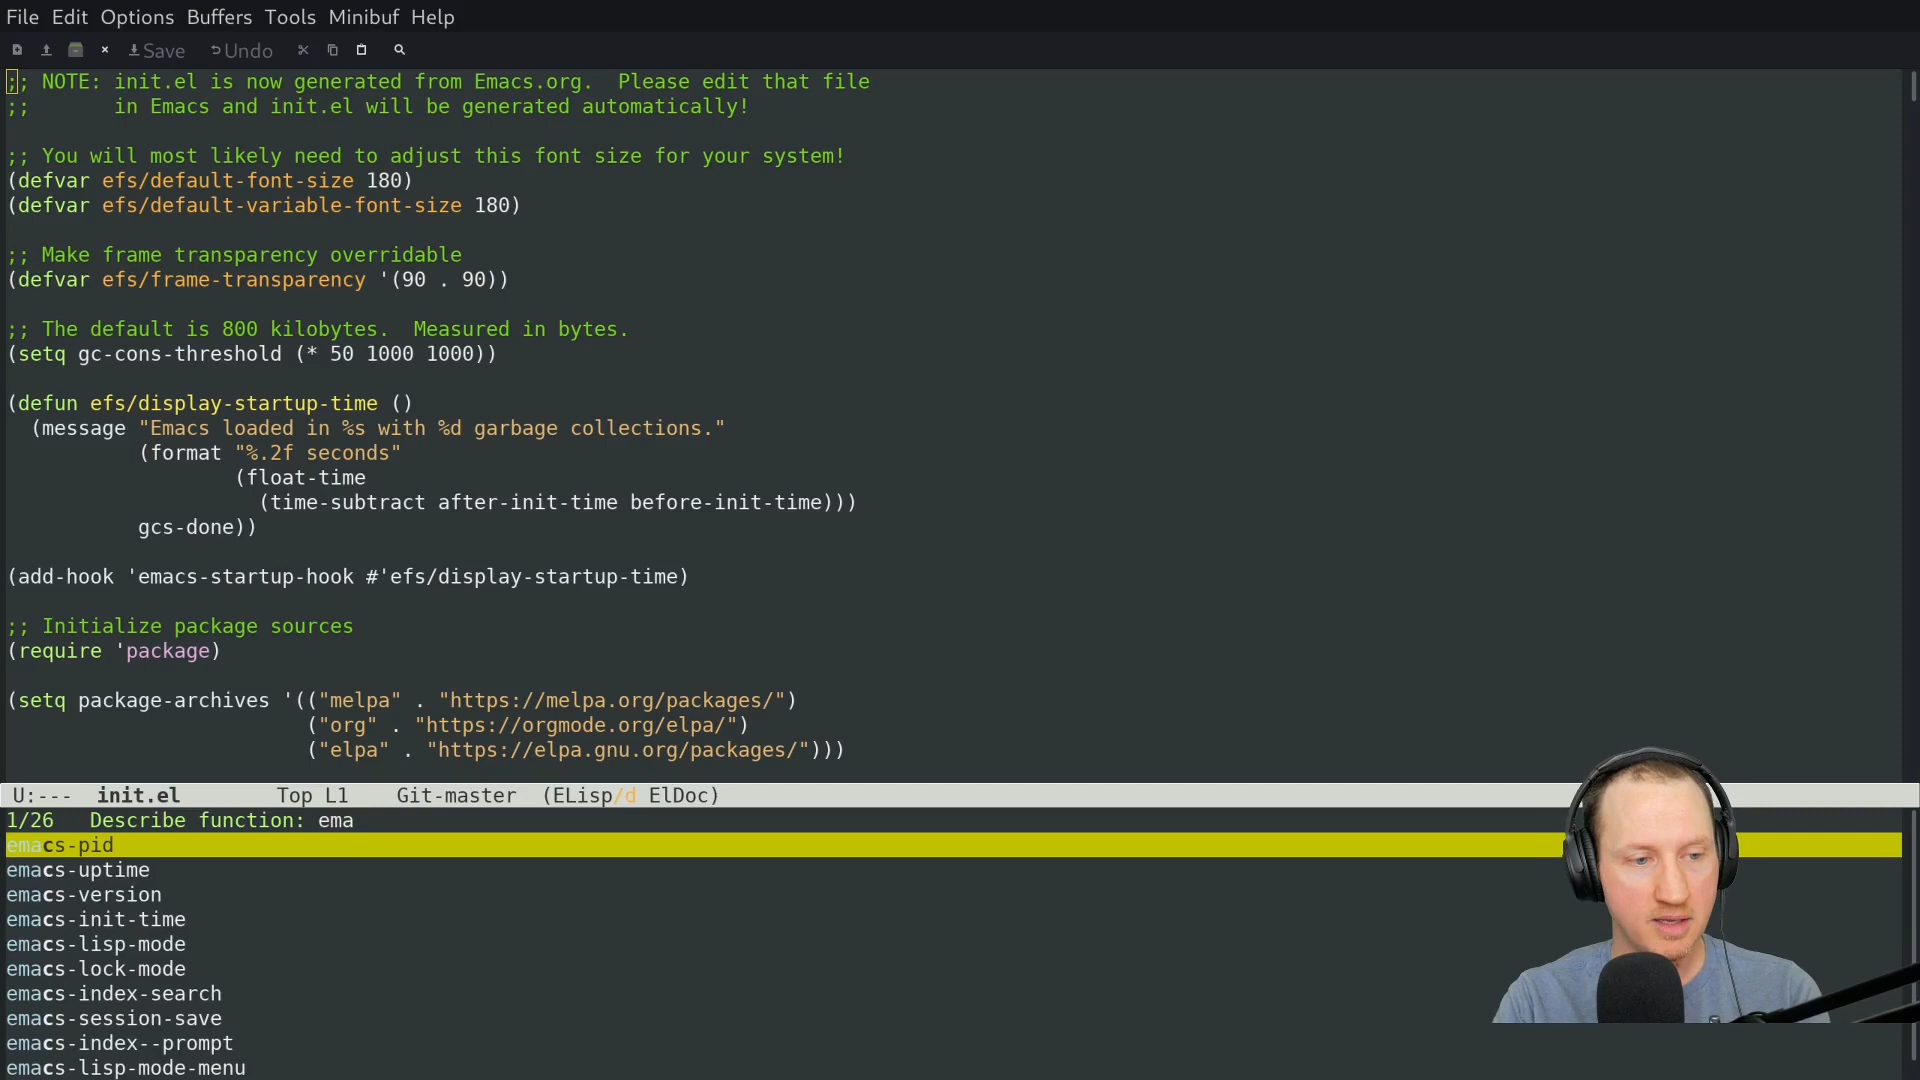 File Edit Options Buffers Tools Minibuf Help
Save Undo
;; NOTE: init.el is now generated from Emacs.org.  Please edit that file
;;       in Emacs and init.el will be generated automatically!
;; You will most likely need to adjust this font size for your system!
(defvar efs/default-font-size 180)
(defvar efs/default-variable-font-size 180)
;; Make frame transparency overridable
(defvar efs/frame-transparency '(90 . 90))
;; The default is 800 kilobytes.  Measured in bytes.
(setq gc-cons-threshold (* 50 1000 1000))
(defun efs/display-startup-time ()
  (message "Emacs loaded in %s with %d garbage collections."
           (format "%.2f seconds"
                   (float-time
                     (time-subtract after-init-time before-init-time)))
           gcs-done))
(add-hook 'emacs-startup-hook #'efs/display-startup-time)
;; Initialize package sources
(require 'package)
(setq package-archives '(("melpa" . "https://melpa.org/packages/")
                         ("org" . "https://orgmode.org/elpa/")
                         ("elpa" . "https://elpa.gnu.org/packages/")))
U:---  init.el        Top L1    Git-master  (ELisp/d ElDoc)
1/26   Describe function: ema
emacs-pid
emacs-uptime
emacs-version
emacs-init-time
emacs-lisp-mode
emacs-lock-mode
emacs-index-search
emacs-session-save
emacs-index--prompt
emacs-lisp-mode-menu